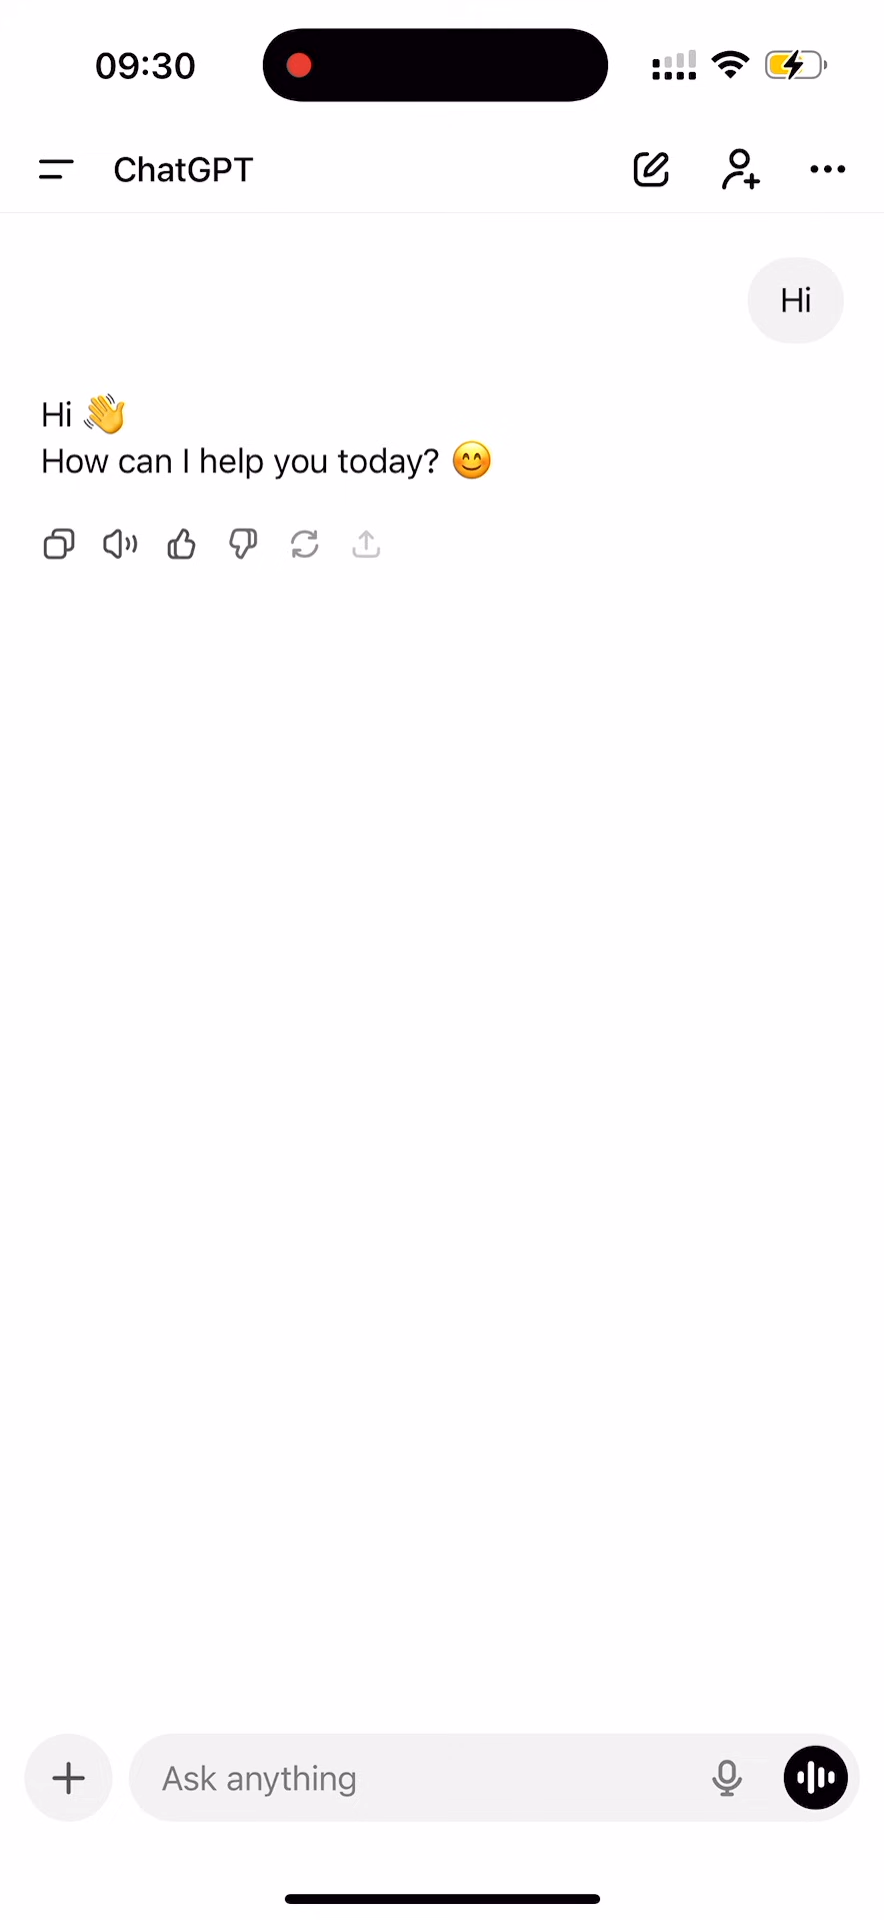 09:30
ChatGPT
Hi
Hi 👋
How can I help you today? 😊
Ask anything